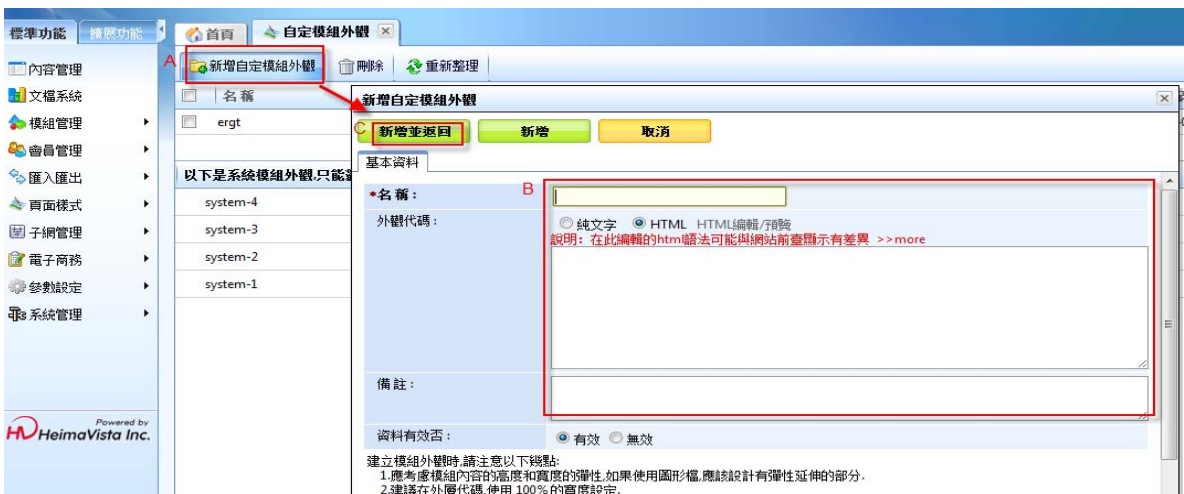 標準功能 擴展功能 首頁 自定模組外觀
A 新增自定模組外觀 刪除 重新整理
內容管理
文檔系統
模組管理
會員管理
匯入匯出
頁面樣式
子網管理
電子商務
參數設定
系統管理
Powered by
HeimaVista Inc.
名稱
ergt
以下是系統模組外觀,只能
system-4
system-3
system-2
system-1
新增自定模組外觀
C 新增並返回 新增 取消
基本資料
*名稱: B
外觀代碼: 純文字 HTML HTML編輯/預覽
說明: 在此編輯的html語法可能與網站前臺顯示有差異 >>more
備註:
資料有效否: 有效 無效
建立模組外觀時,請注意以下幾點:
1.應考慮模組內容的高度和寬度的彈性,如果使用圖形檔,應該設計有彈性延伸的部分.
2.建議在外層代碼,使用 100% 的寬度設定.